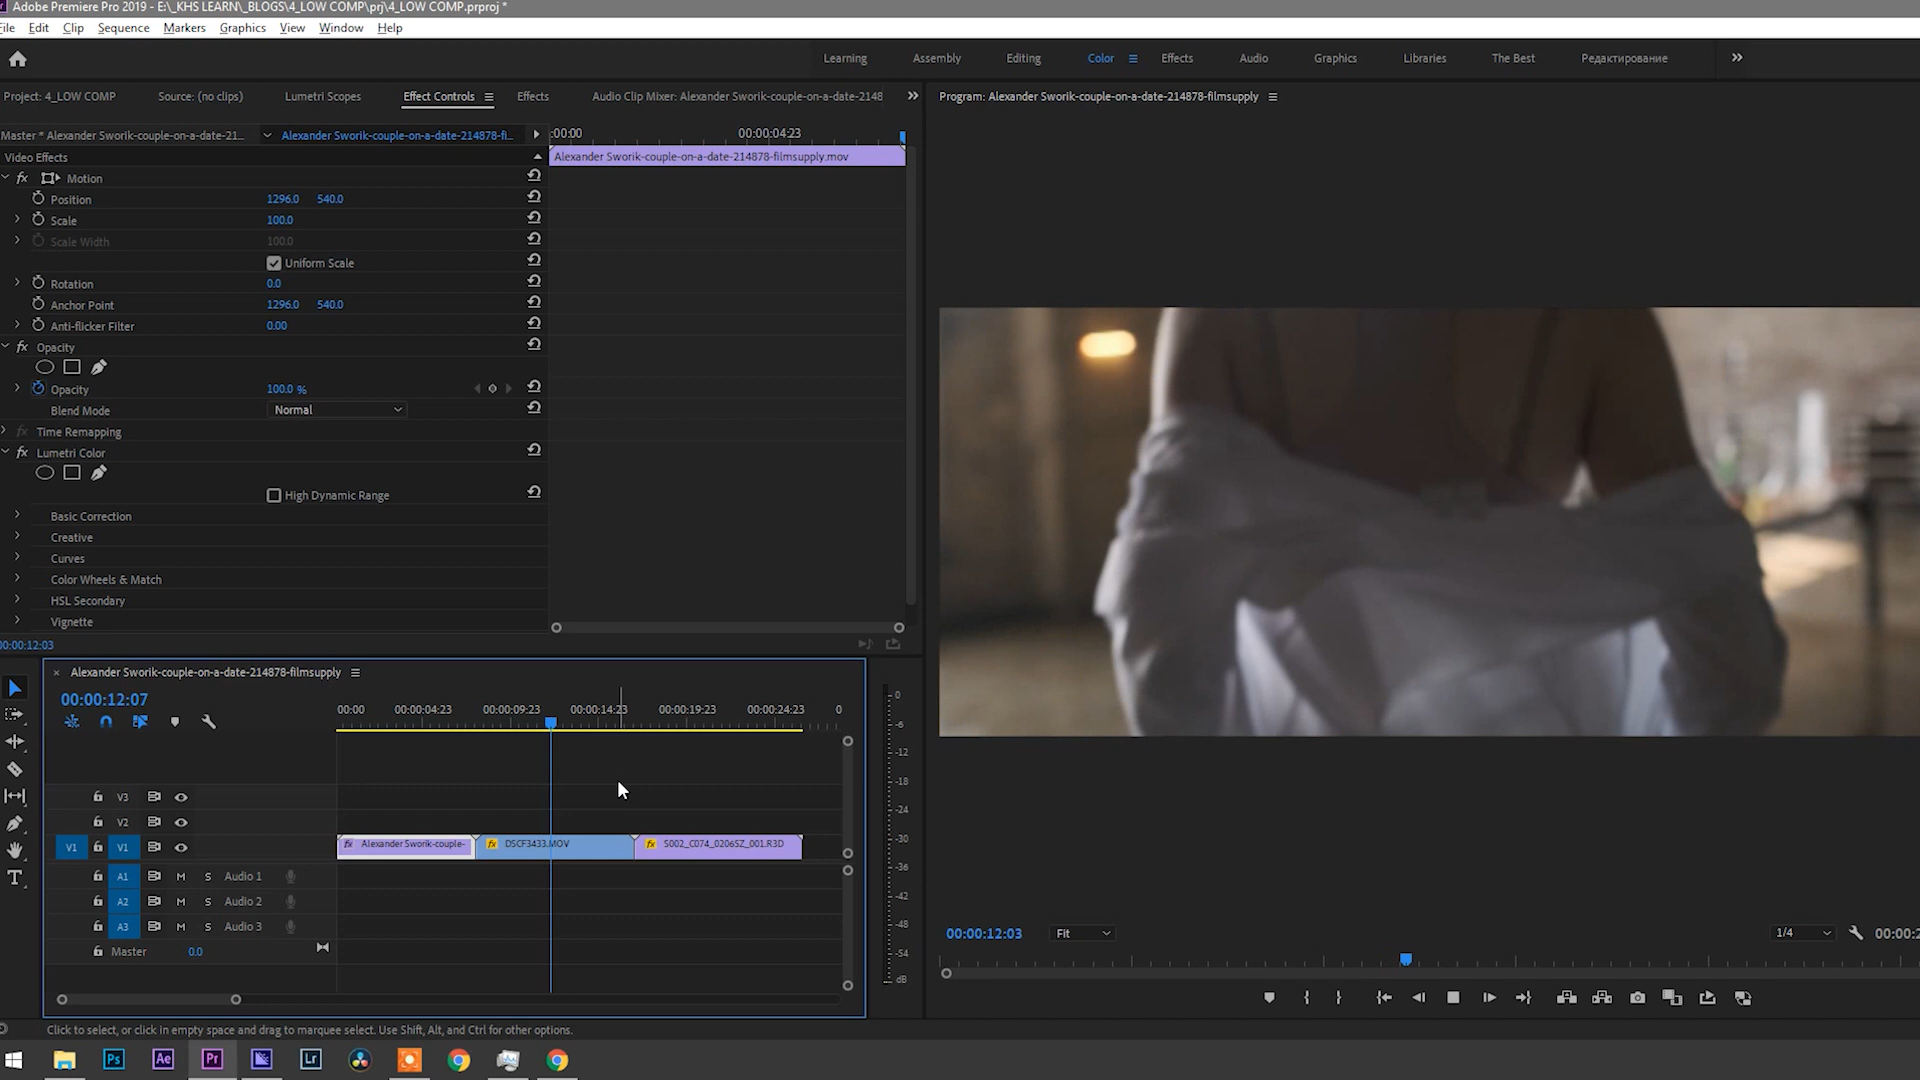 Adobe Premiere Pro 2019 - E:\_KHS LEARN\_BLOGS\4_LOW COMP\prj\4_LOW COMP.prproj *
File Edit Clip Sequence Markers Graphics View Window Help
Learning Assembly Editing Color Effects Audio Graphics Libraries The Best Редактирование
Project: 4_LOW COMP Source: (no clips) Lumetri Scopes Effect Controls Effects Audio Clip Mixer: Alexander Sworik-couple-on-a-date-2148
Program: Alexander Sworik-couple-on-a-date-214878-filmsupply
Master * Alexander Sworik-couple-on-a-date-21... Alexander Sworik-couple-on-a-date-214878-fi...
:00:00 00:00:04:23
Video Effects
Alexander Sworik-couple-on-a-date-214878-filmsupply.mov
fx Motion
Position 1296.0 540.0
Scale 100.0
Scale Width 100.0
Uniform Scale
Rotation 0.0
Anchor Point 1296.0 540.0
Anti-flicker Filter 0.00
fx Opacity
Opacity 100.0 %
Blend Mode Normal
fx Time Remapping
fx Lumetri Color
High Dynamic Range
Basic Correction
Creative
Curves
Color Wheels & Match
HSL Secondary
Vignette
00:00:12:03
Alexander Sworik-couple-on-a-date-214878-filmsupply
00:00:12:07
00:00 00:00:04:23 00:00:09:23 00:00:14:23 00:00:19:23 00:00:24:23 0
V3
V2
V1 V1 fx Alexander Sworik-couple- fx DSCF3433.MOV fx S002_C074_0206SZ_001.R3D
A1 M S Audio 1
A2 M S Audio 2
A3 M S Audio 3
Master 0.0
0
-6
-12
-18
-24
-30
-36
-42
-48
-54
dB
00:00:12:03 Fit 1/4 00:00:2
Click to select, or click in empty space and drag to marquee select. Use Shift, Alt, and Ctrl for other options.
Ps Ae Pr Lr